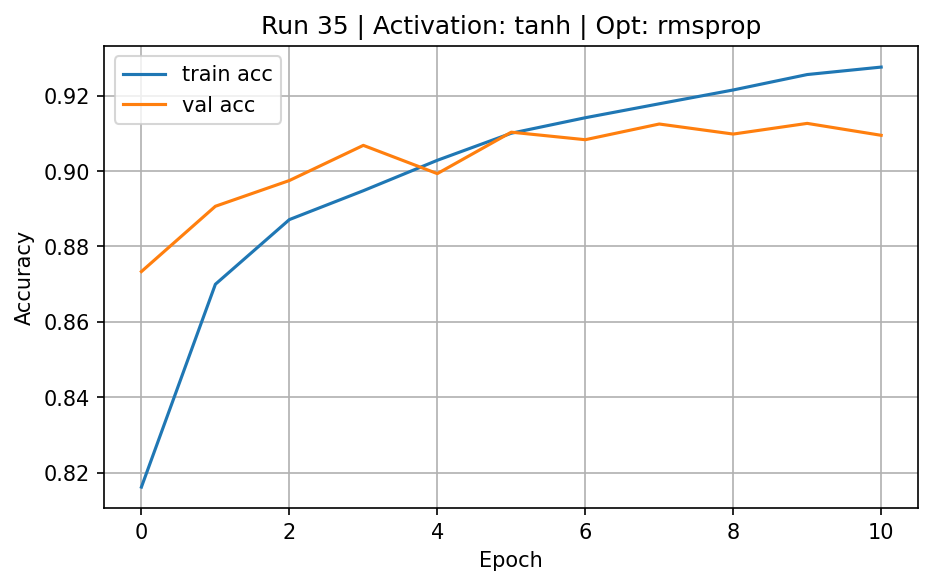 Run 35 | Activation: tanh | Opt: rmsprop
train acc
val acc
0.92
0.90
0.88
0.86
0.84
0.82
Accuracy
0 2 4 6 8 10
Epoch